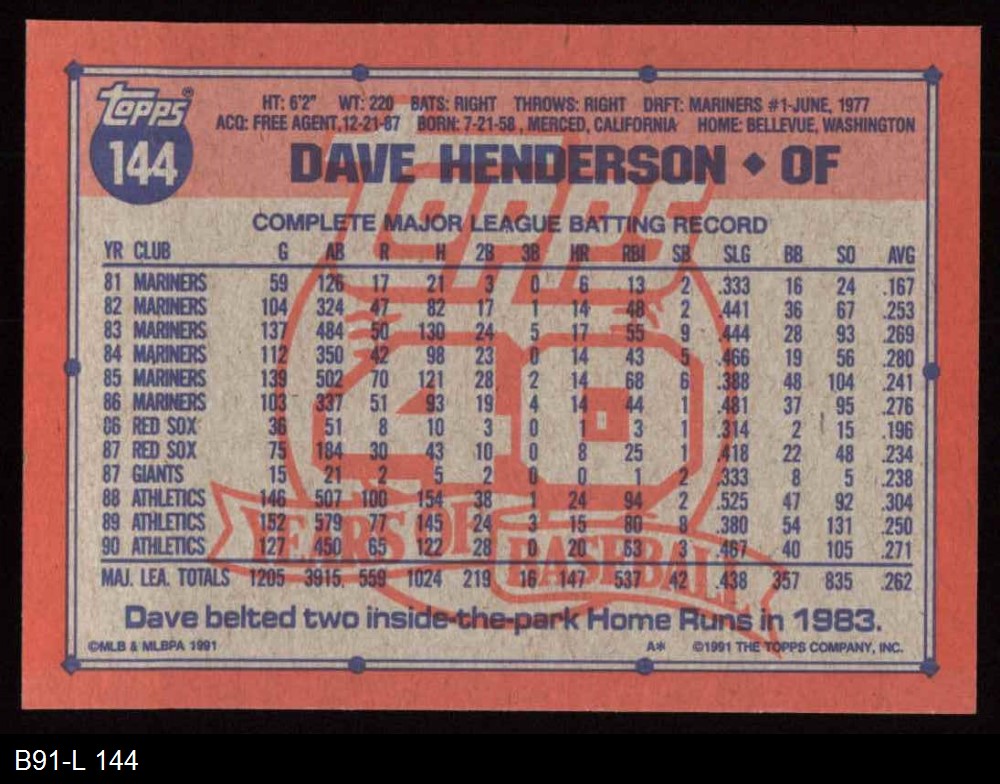 Topps®
144
HT: 6'2" WT: 220 BATS: RIGHT THROWS: RIGHT DRFT: MARINERS #1-JUNE, 1977
ACQ: FREE AGENT, 12-21-87 BORN: 7-21-58, MERCED, CALIFORNIA HOME: BELLEVUE, WASHINGTON
DAVE HENDERSON ◆ OF
Topps
40
YEARS OF BASEBALL
COMPLETE MAJOR LEAGUE BATTING RECORD
YR CLUB G AB R H 2B 3B HR RBI SB SLG BB SO AVG
81 MARINERS 59 126 17 21 3 0 6 13 2 .333 16 24 .167
82 MARINERS 104 324 47 82 17 1 14 48 2 .441 36 67 .253
83 MARINERS 137 484 50 130 24 5 17 55 9 .444 28 93 .269
84 MARINERS 112 350 42 98 23 0 14 43 5 .466 19 56 .280
85 MARINERS 139 502 70 121 28 2 14 68 6 .388 48 104 .241
86 MARINERS 103 337 51 93 19 4 14 44 1 .481 37 95 .276
86 RED SOX 36 51 8 10 3 0 1 3 1 .314 2 15 .196
87 RED SOX 75 184 30 43 10 0 8 25 1 .418 22 48 .234
87 GIANTS 15 21 2 5 2 0 0 1 2 .333 8 5 .238
88 ATHLETICS 146 507 100 154 38 1 24 94 2 .525 47 92 .304
89 ATHLETICS 152 579 77 145 24 3 15 80 8 .380 54 131 .250
90 ATHLETICS 127 450 65 122 28 0 20 63 3 .467 40 105 .271
MAJ. LEA. TOTALS 1205 3915 559 1024 219 16 147 537 42 .438 357 835 .262
Dave belted two inside-the-park Home Runs in 1983.
©MLB & MLBPA 1991 A* ©1991 THE TOPPS COMPANY, INC.
B91-L 144